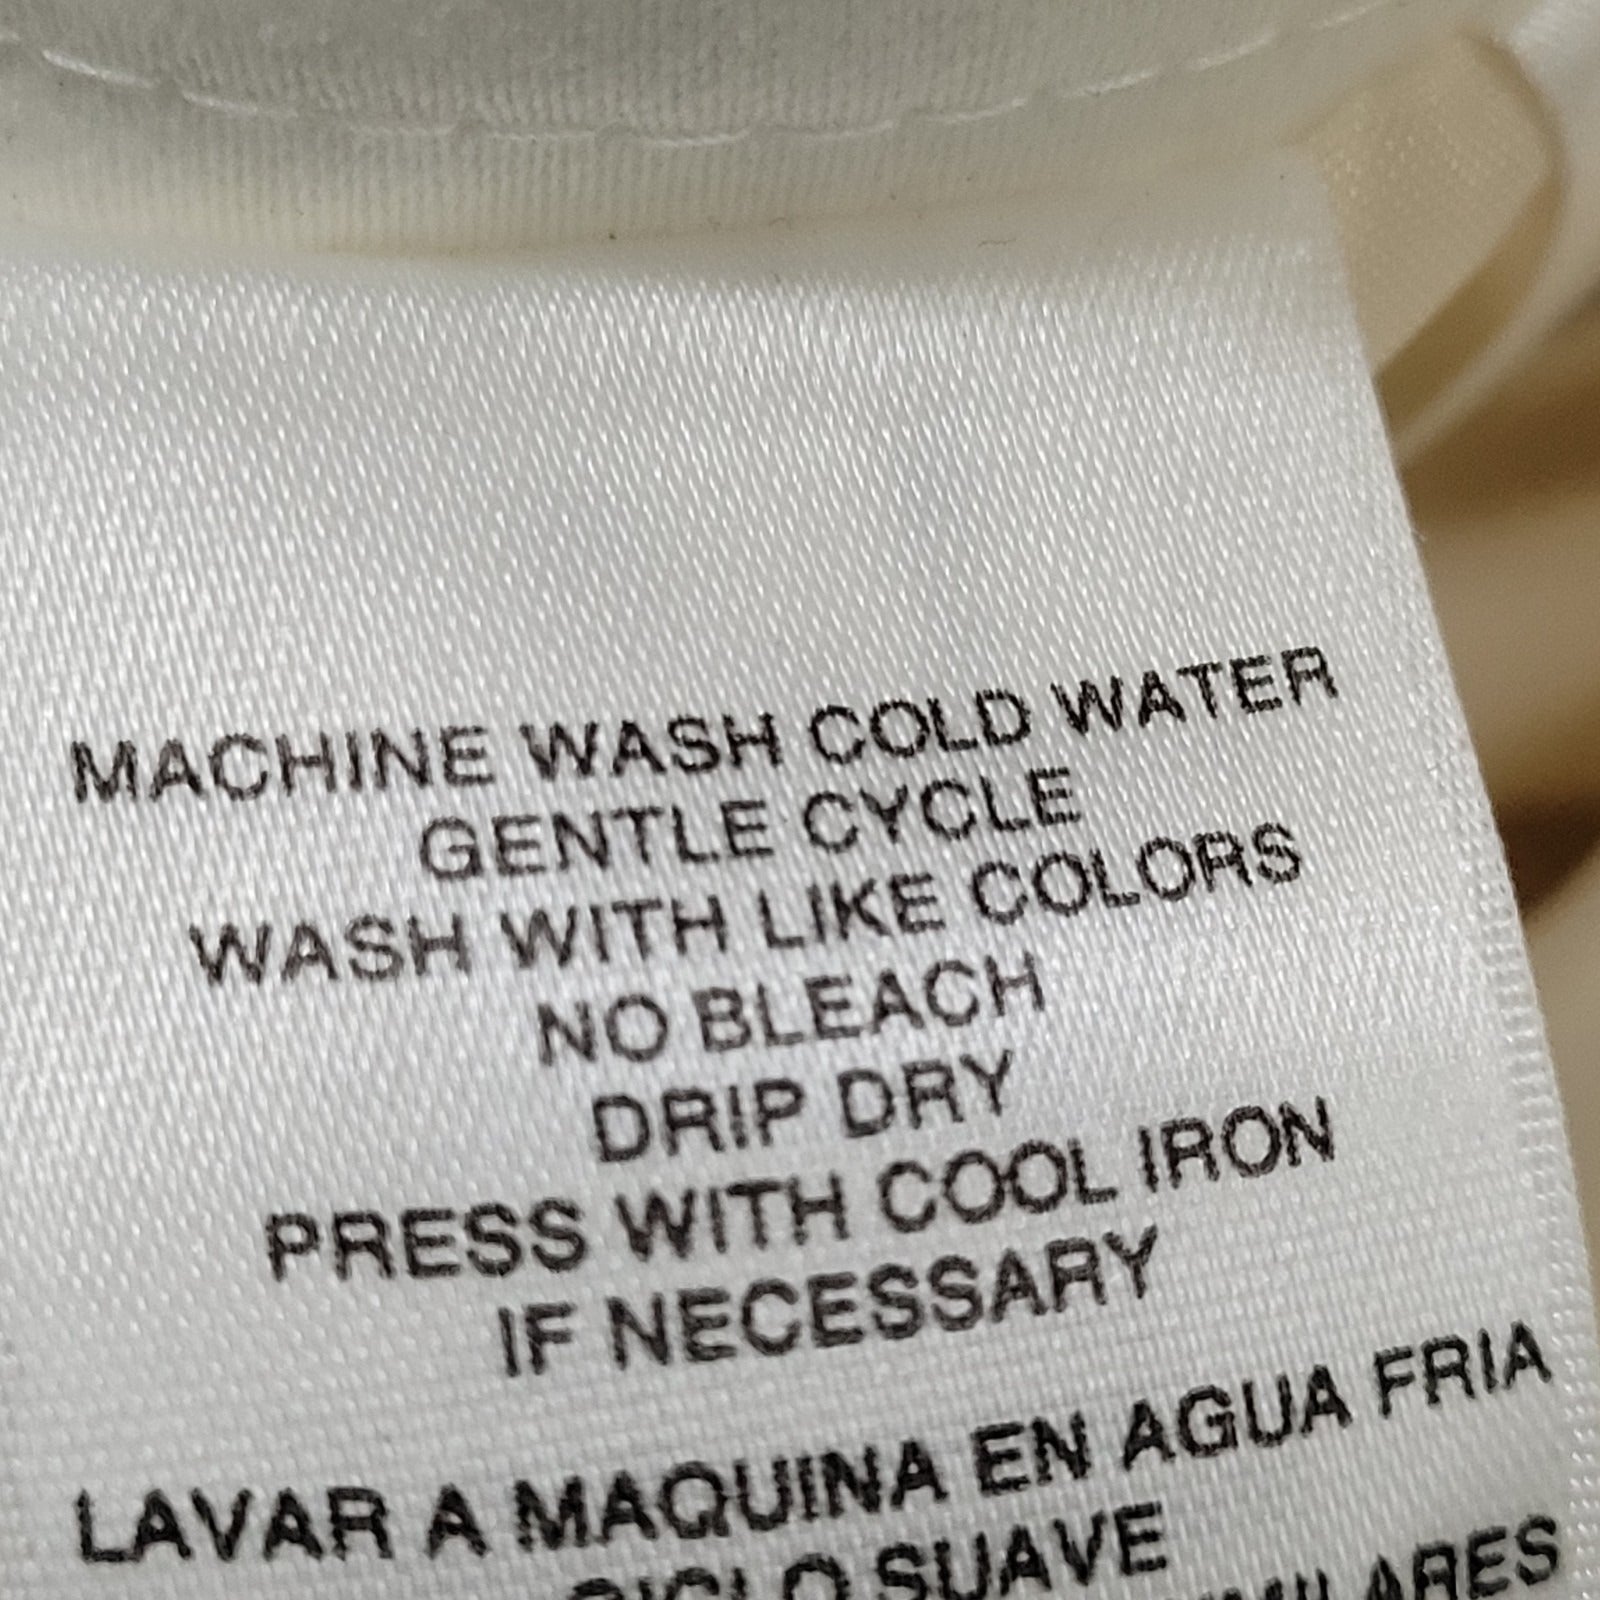 MACHINE WASH COLD WATER
GENTLE CYCLE
WASH WITH LIKE COLORS
NO BLEACH
DRIP DRY
PRESS WITH COOL IRON
IF NECESSARY
LAVAR A MAQUINA EN AGUA FRIA
CICLO SUAVE